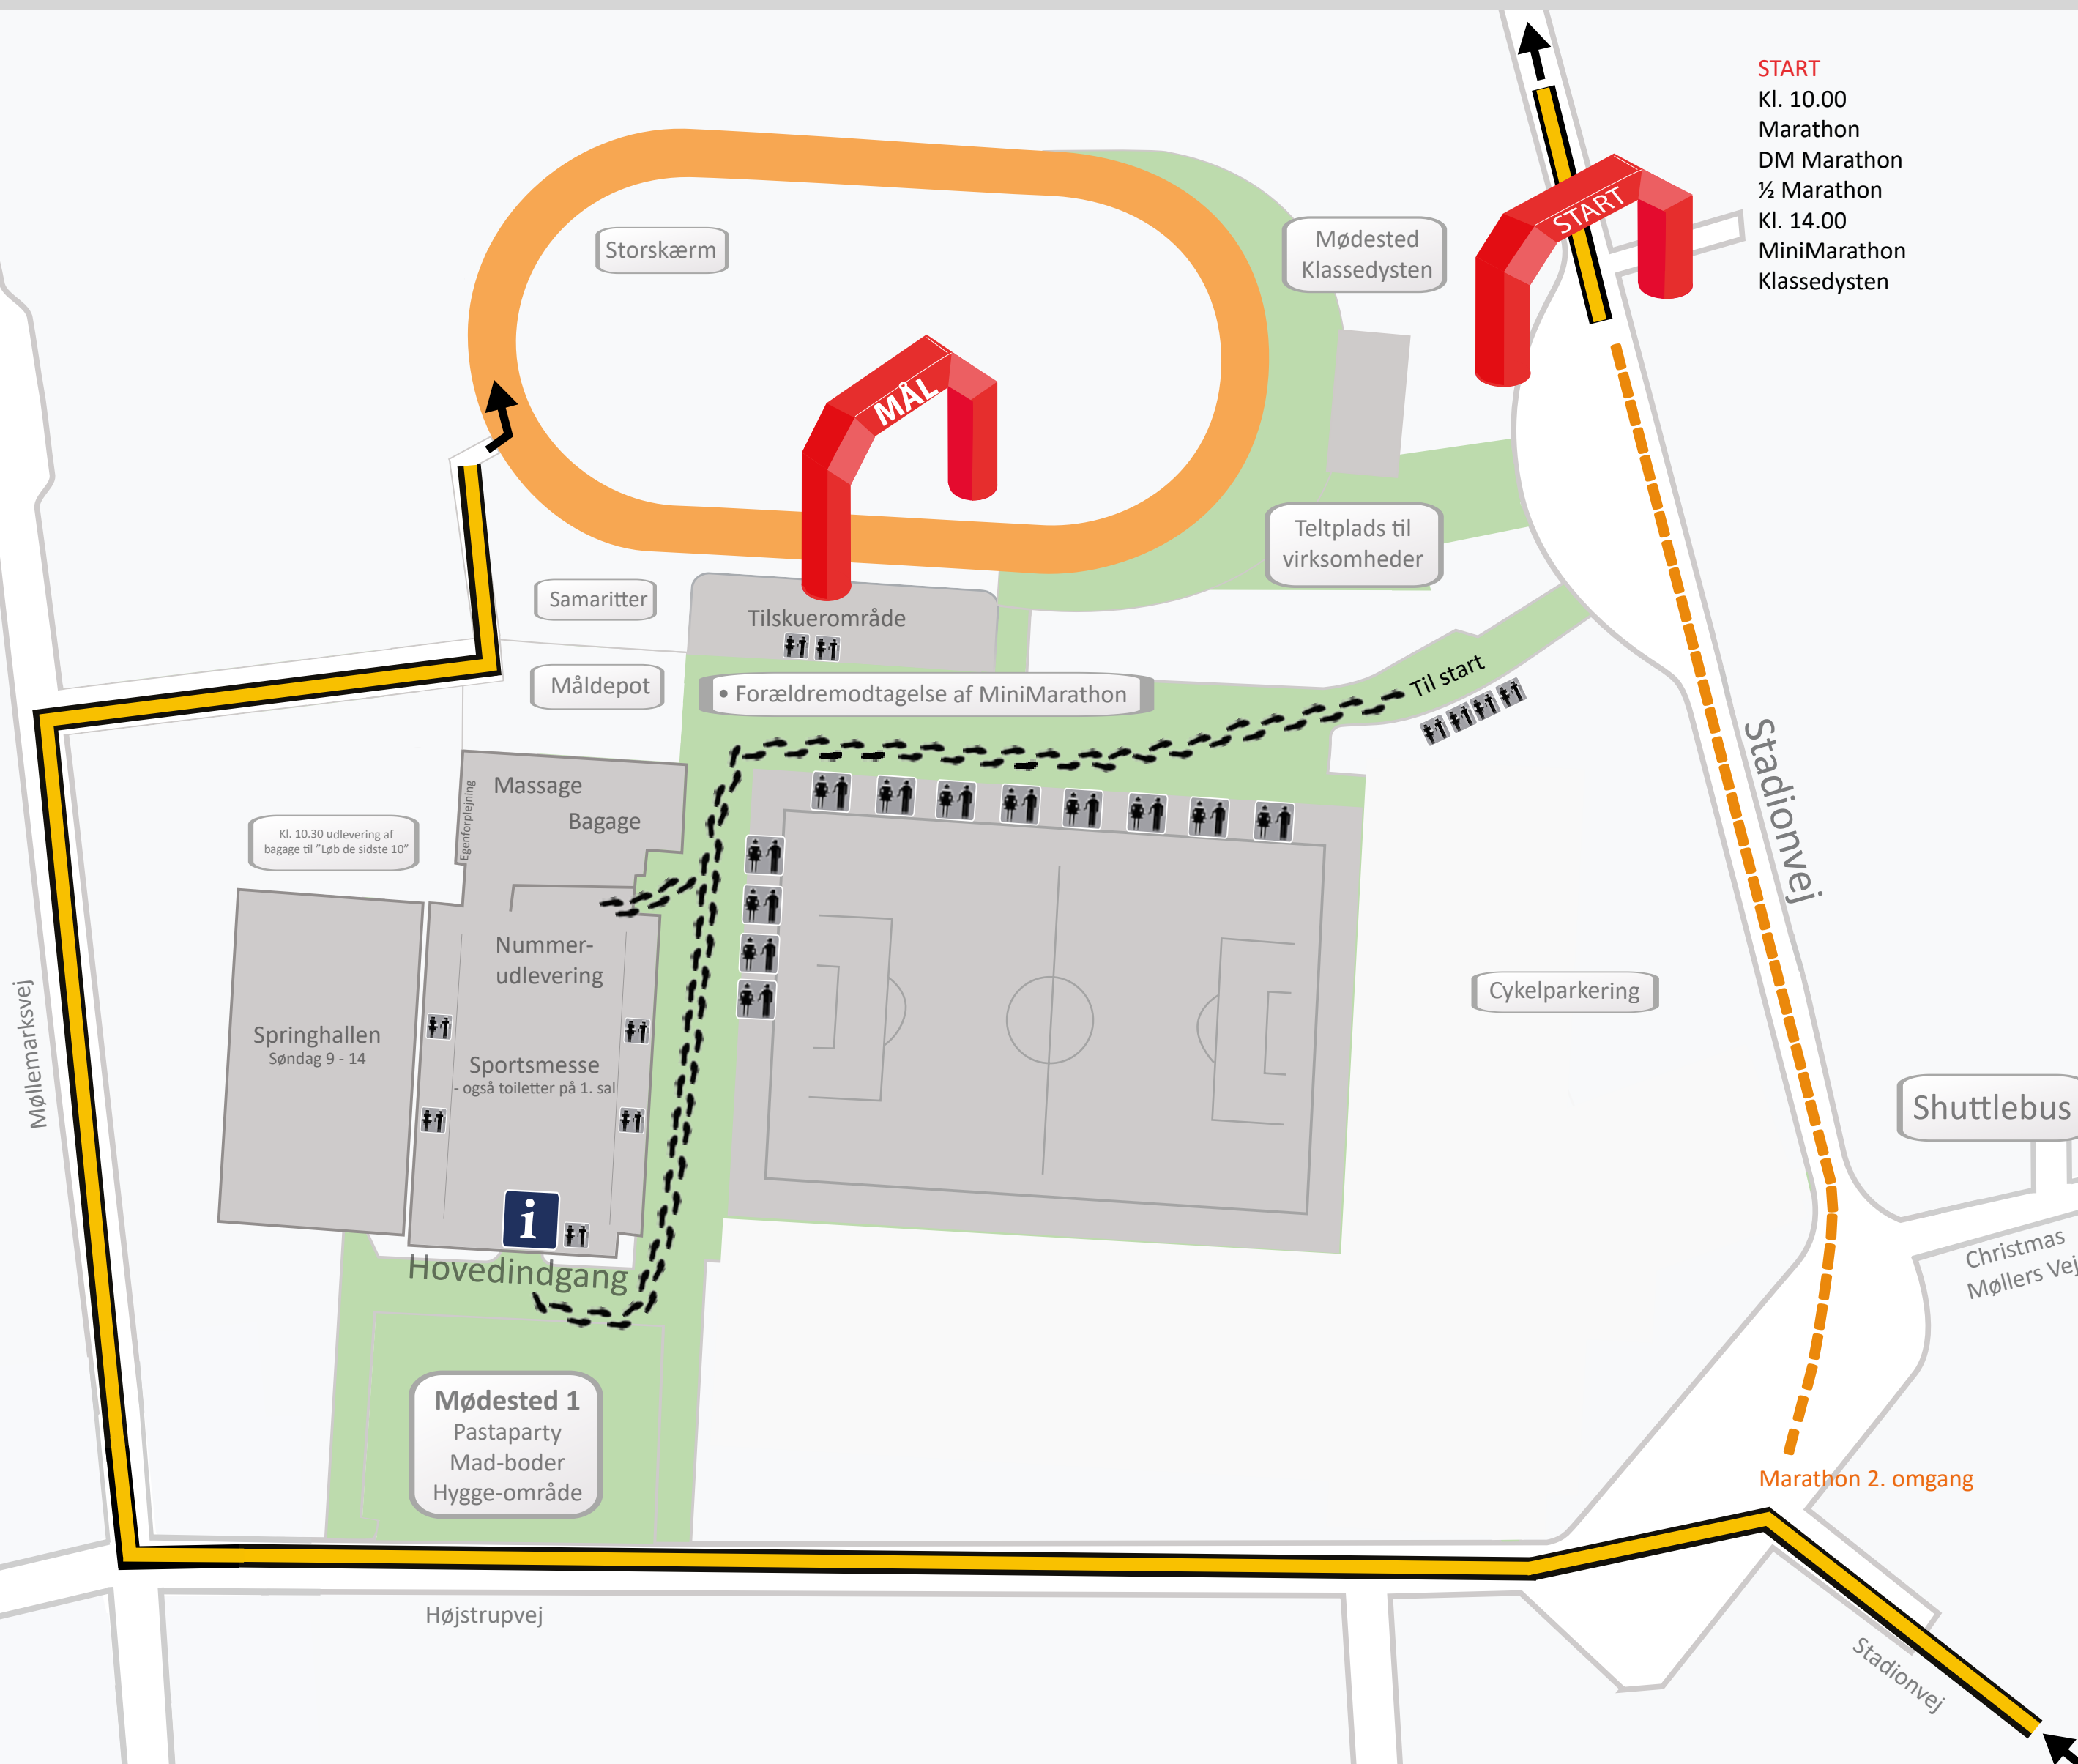 START
Kl. 10.00
Marathon
DM Marathon
½ Marathon
Kl. 14.00
MiniMarathon
Klassedysten
START
Mødested
Klassedysten
Storskærm
MÅL
Teltplads til
virksomheder
Samaritter
Tilskuerområde
Måldepot
• Forældremodtagelse af MiniMarathon
Til start
Stadionvej
Massage
Bagage
Egenforplejning
Kl. 10.30 udlevering af
bagage til "Løb de sidste 10"
Nummer-
udlevering
Cykelparkering
Springhallen
Søndag 9 - 14
Sportsmesse
- også toiletter på 1. sal
Møllemarksvej
Shuttlebus
i
Hovedindgang
Christmas
Møllers Vej
Mødested 1
Pastaparty
Mad-boder
Hygge-område
Marathon 2. omgang
Højstrupvej
Stadionvej